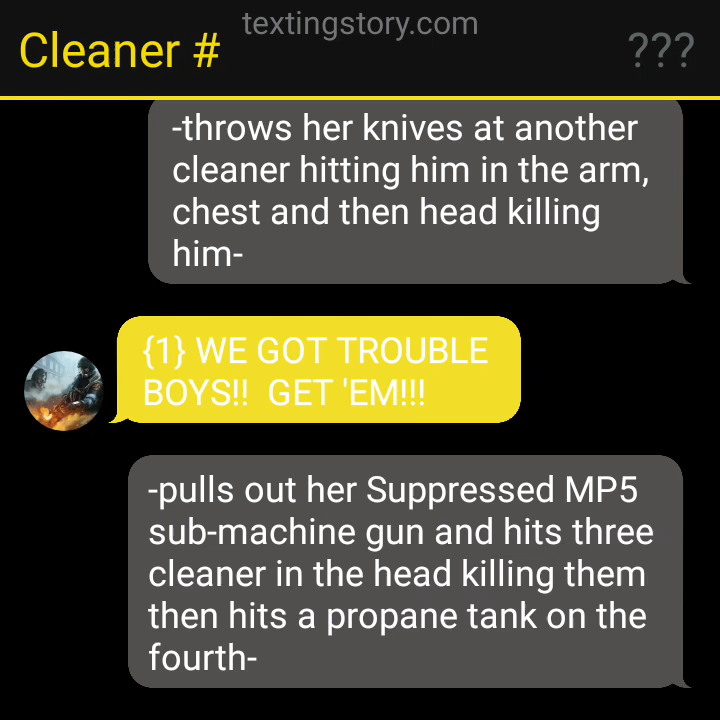 textingstory.com
Cleaner #
???
-throws her knives at another
cleaner hitting him in the arm,
chest and then head killing
him-
{1} WE GOT TROUBLE
BOYS!!  GET 'EM!!!
-pulls out her Suppressed MP5
sub-machine gun and hits three
cleaner in the head killing them
then hits a propane tank on the
fourth-